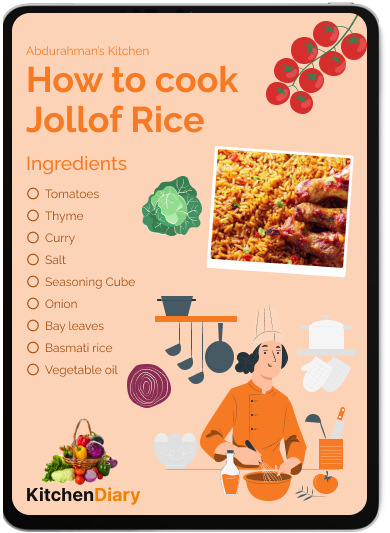 Abdurahman's Kitchen
How to cook
Jollof Rice
Ingredients
Tomatoes
Thyme
Curry
Salt
Seasoning Cube
Onion
Bay leaves
Basmati rice
Vegetable oil
KitchenDiary